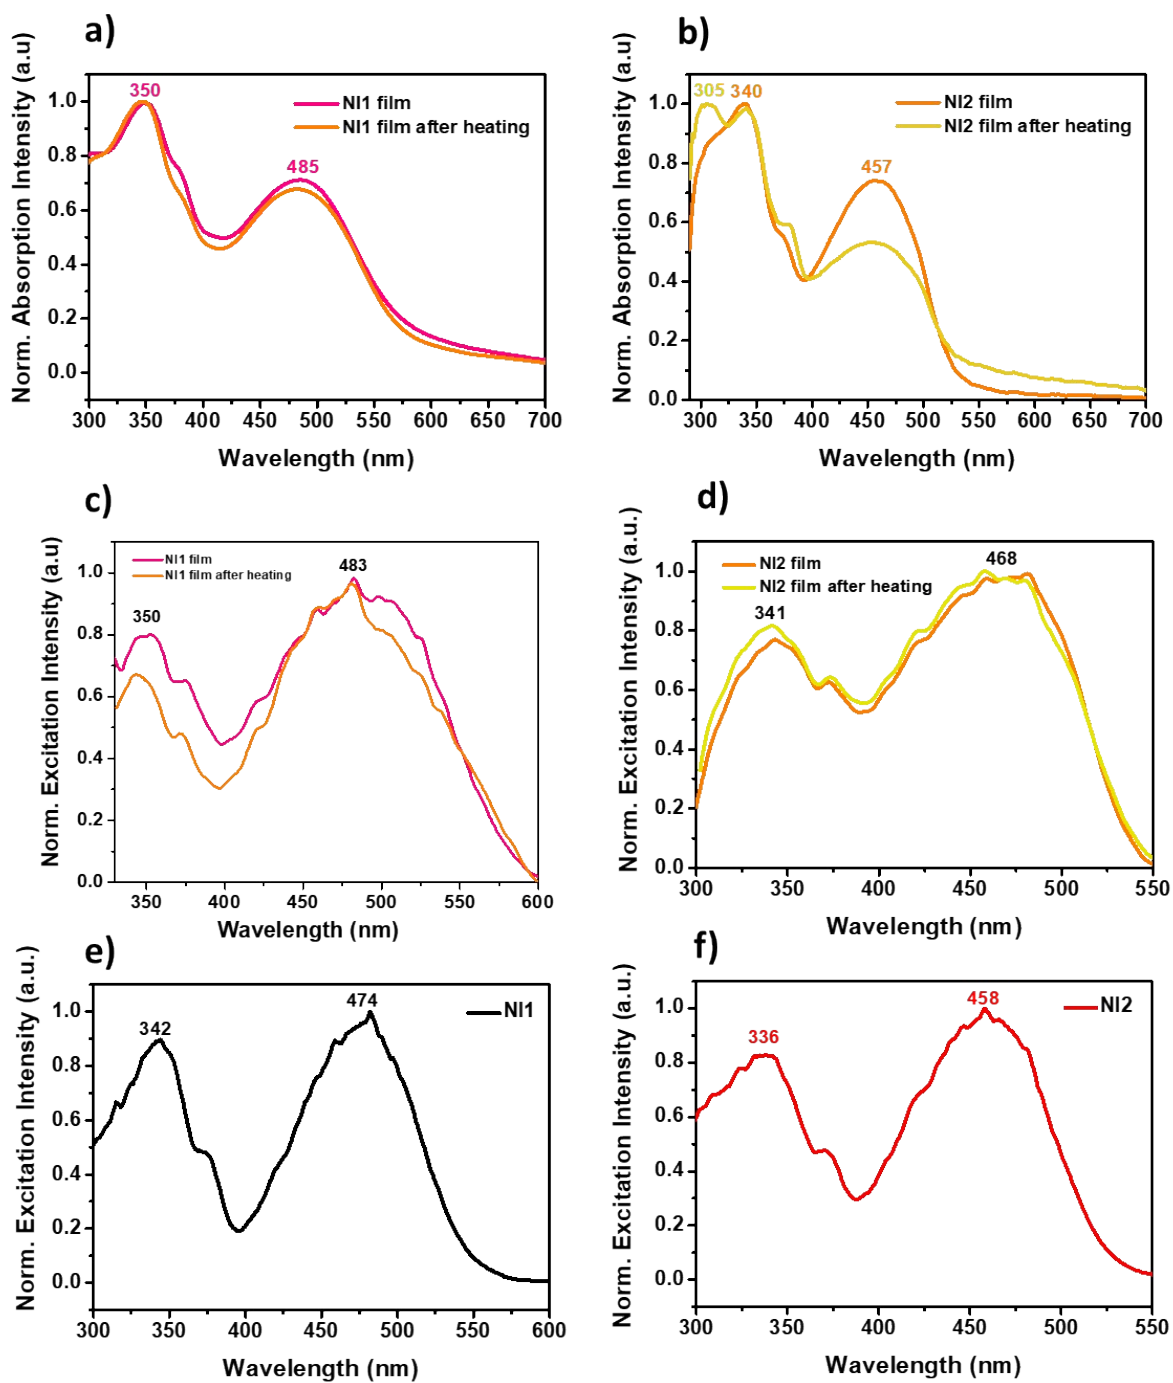 a)
350
NI1 film
NI1 film after heating
485
1.0
0.8
0.6
0.4
0.2
0.0
Norm. Absorption Intensity (a.u)
300 350 400 450 500 550 600 650 700
Wavelength (nm)
b)
305 340
NI2 film
NI2 film after heating
457
1.0
0.8
0.6
0.4
0.2
0.0
Norm. Absorption Intensity (a.u)
300 350 400 450 500 550 600 650 700
Wavelength (nm)
c)
NI1 film
NI1 film after heating
483
350
1.0
0.8
0.6
0.4
0.2
0.0
Norm. Excitation Intensity (a.u)
350 400 450 500 550 600
Wavelength (nm)
d)
NI2 film
NI2 film after heating
468
341
1.0
0.8
0.6
0.4
0.2
0.0
Norm. Excitation Intensity (a.u.)
300 350 400 450 500 550
Wavelength (nm)
e)
474
NI1
342
1.0
0.8
0.6
0.4
0.2
0.0
Norm. Excitation Intensity (a.u.)
300 350 400 450 500 550 600
Wavelength (nm)
f)
458
NI2
336
1.0
0.8
0.6
0.4
0.2
0.0
Norm. Excitation Intensity (a.u.)
300 350 400 450 500 550
Wavelength (nm)